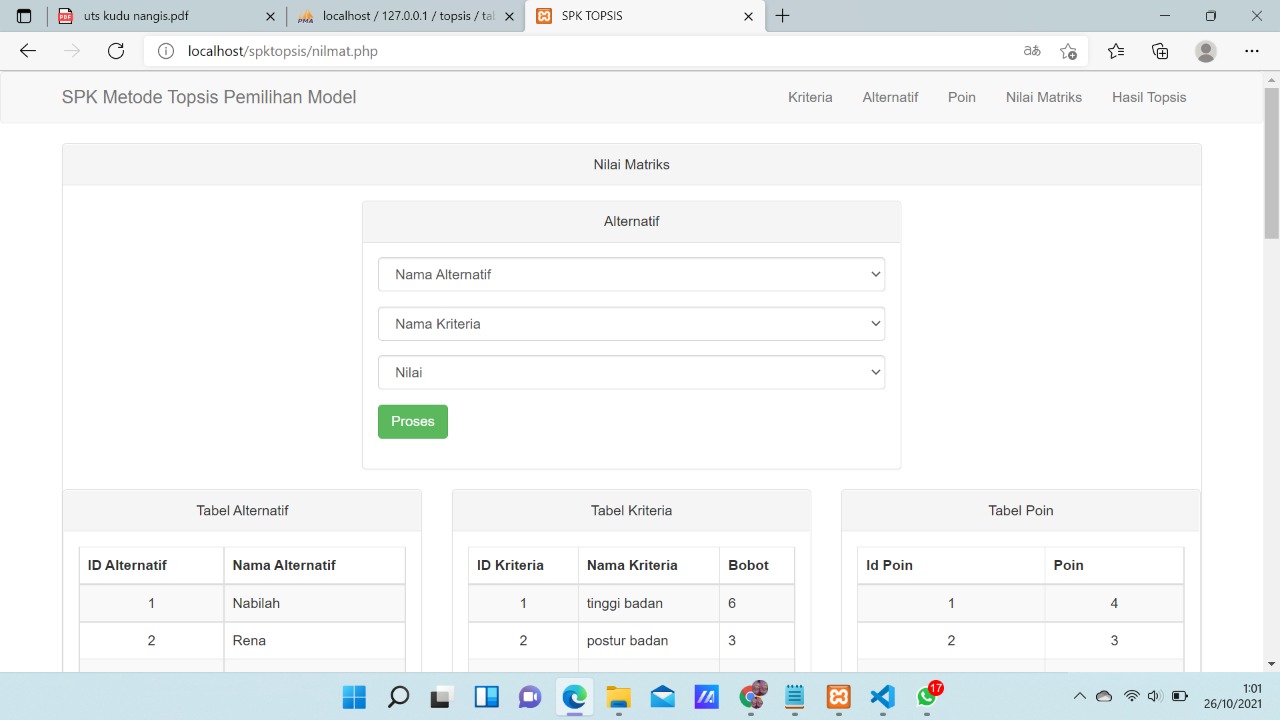 uts kudu nangis.pdf
localhost / 127.0.0.1 / topsis / tal
SPK TOPSIS
localhost/spktopsis/nilmat.php
SPK Metode Topsis Pemilihan Model
Kriteria Alternatif Poin Nilai Matriks Hasil Topsis
Nilai Matriks
Alternatif
Nama Alternatif
Nama Kriteria
Nilai
Proses
Tabel Alternatif
ID Alternatif Nama Alternatif
1 Nabilah
2 Rena
Tabel Kriteria
ID Kriteria Nama Kriteria Bobot
1 tinggi badan 6
2 postur badan 3
Tabel Poin
Id Poin Poin
1 4
2 3
17
1:01
26/10/2021